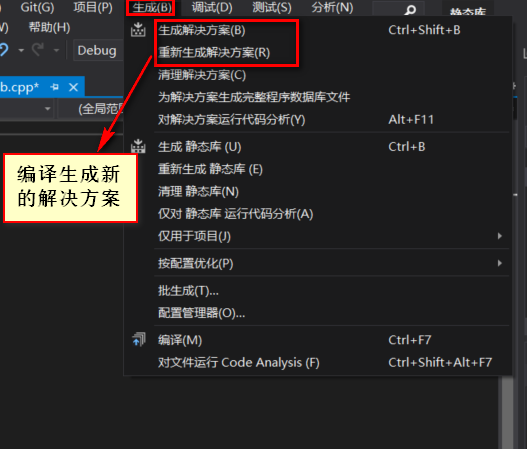 ) Git(G) 项目(P) 生成(B) 调试(D) 测试(S) 分析(N)
W) 帮助(H) 静态库
Debug
b.cpp*
(全局范
生成解决方案(B) Ctrl+Shift+B
重新生成解决方案(R)
清理解决方案(C)
为解决方案生成完整程序数据库文件
对解决方案运行代码分析(Y) Alt+F11
生成 静态库 (U) Ctrl+B
重新生成 静态库 (E)
清理 静态库(N)
仅对 静态库 运行代码分析(A)
仅用于项目(J)
按配置优化(P)
批生成(T)...
配置管理器(O)...
编译(M) Ctrl+F7
对文件运行 Code Analysis (F) Ctrl+Shift+Alt+F7
编译生成新
的解决方案